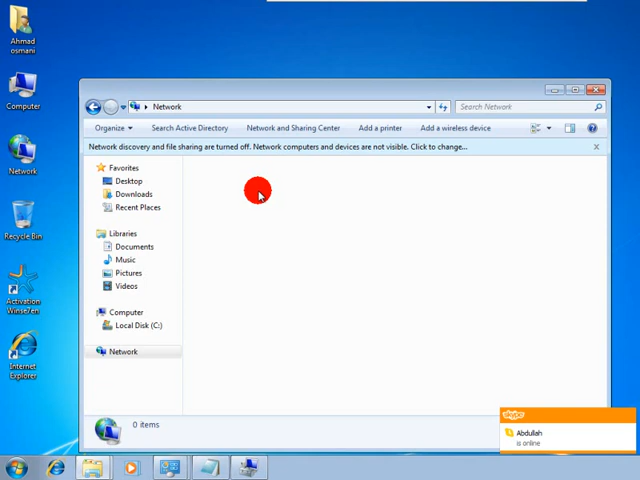 Ahmad
osmani
Computer
Network
Recycle Bin
Activation
Winse7en
Internet
Explorer
Network
Search Network
Organize
Search Active Directory
Network and Sharing Center
Add a printer
Add a wireless device
Network discovery and file sharing are turned off. Network computers and devices are not visible. Click to change...
Favorites
Desktop
Downloads
Recent Places
Libraries
Documents
Music
Pictures
Videos
Computer
Local Disk (C:)
Network
0 items
skype
Abdullah
is online